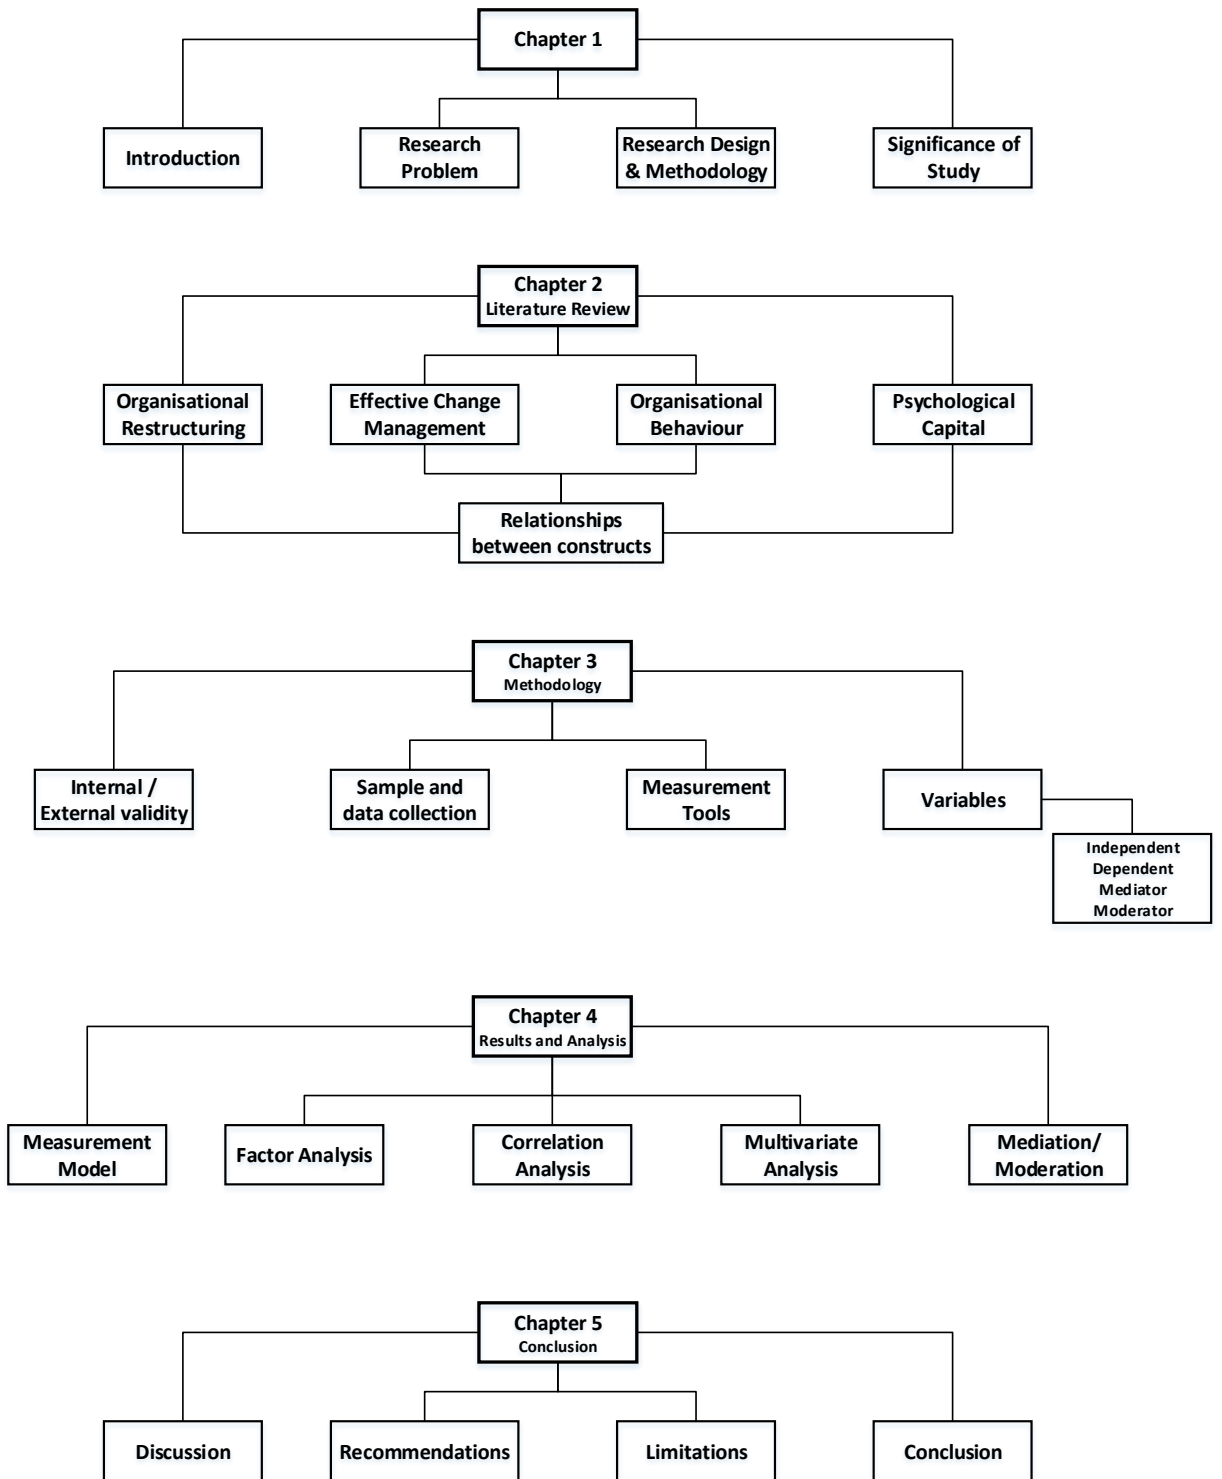 Chapter 1
Introduction
Research
Problem
Research Design
& Methodology
Significance of
Study
Chapter 2
Literature Review
Organisational
Restructuring
Effective Change
Management
Organisational
Behaviour
Psychological
Capital
Relationships
between constructs
Chapter 3
Methodology
Internal /
External validity
Sample and
data collection
Measurement
Tools
Variables
Independent
Dependent
Mediator
Moderator
Chapter 4
Results and Analysis
Measurement
Model
Factor Analysis
Correlation
Analysis
Multivariate
Analysis
Mediation/
Moderation
Chapter 5
Conclusion
Discussion
Recommendations
Limitations
Conclusion